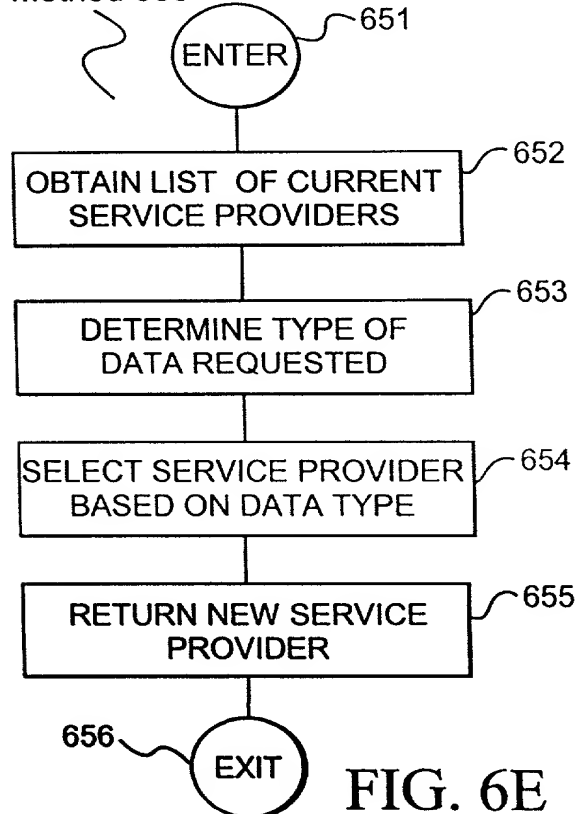 651
ENTER
652
OBTAIN LIST OF CURRENT
SERVICE PROVIDERS
653
DETERMINE TYPE OF
DATA REQUESTED
654
SELECT SERVICE PROVIDER
BASED ON DATA TYPE
655
RETURN NEW SERVICE
PROVIDER
656
EXIT
FIG. 6E